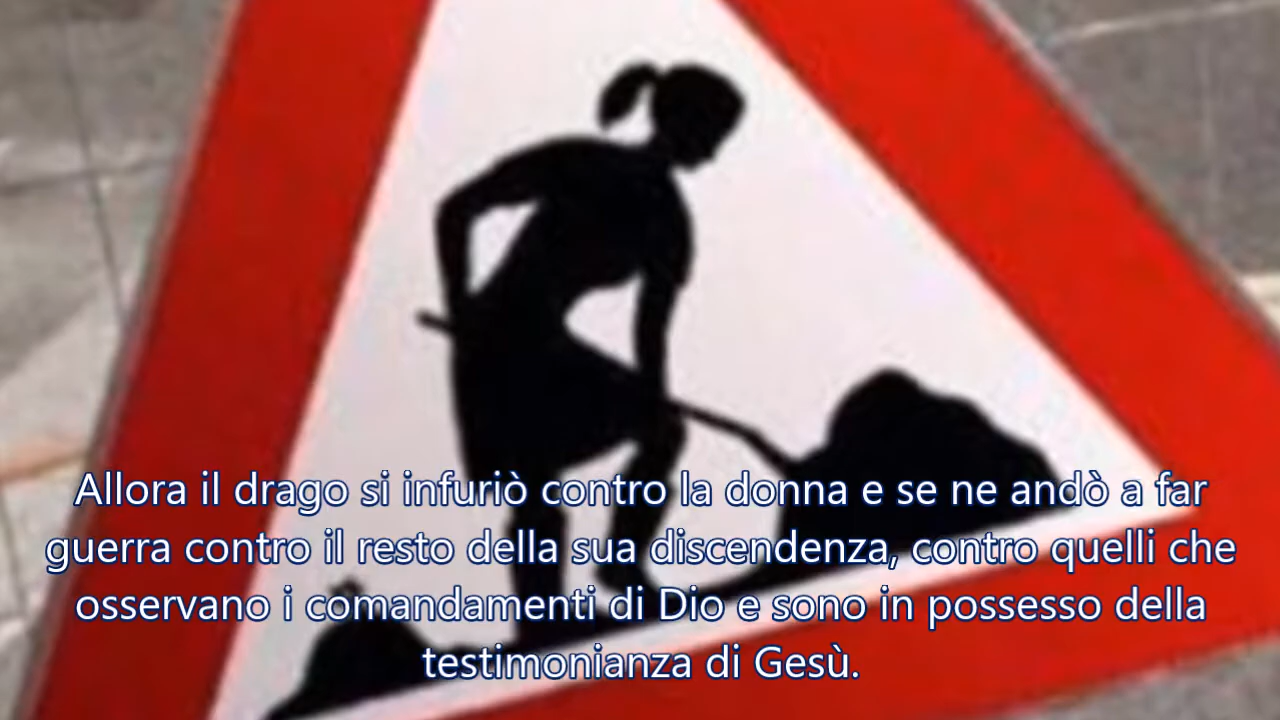 Allora il drago si infuriò contro la donna e se ne andò a far
guerra contro il resto della sua discendenza, contro quelli che
osservano i comandamenti di Dio e sono in possesso della
testimonianza di Gesù.